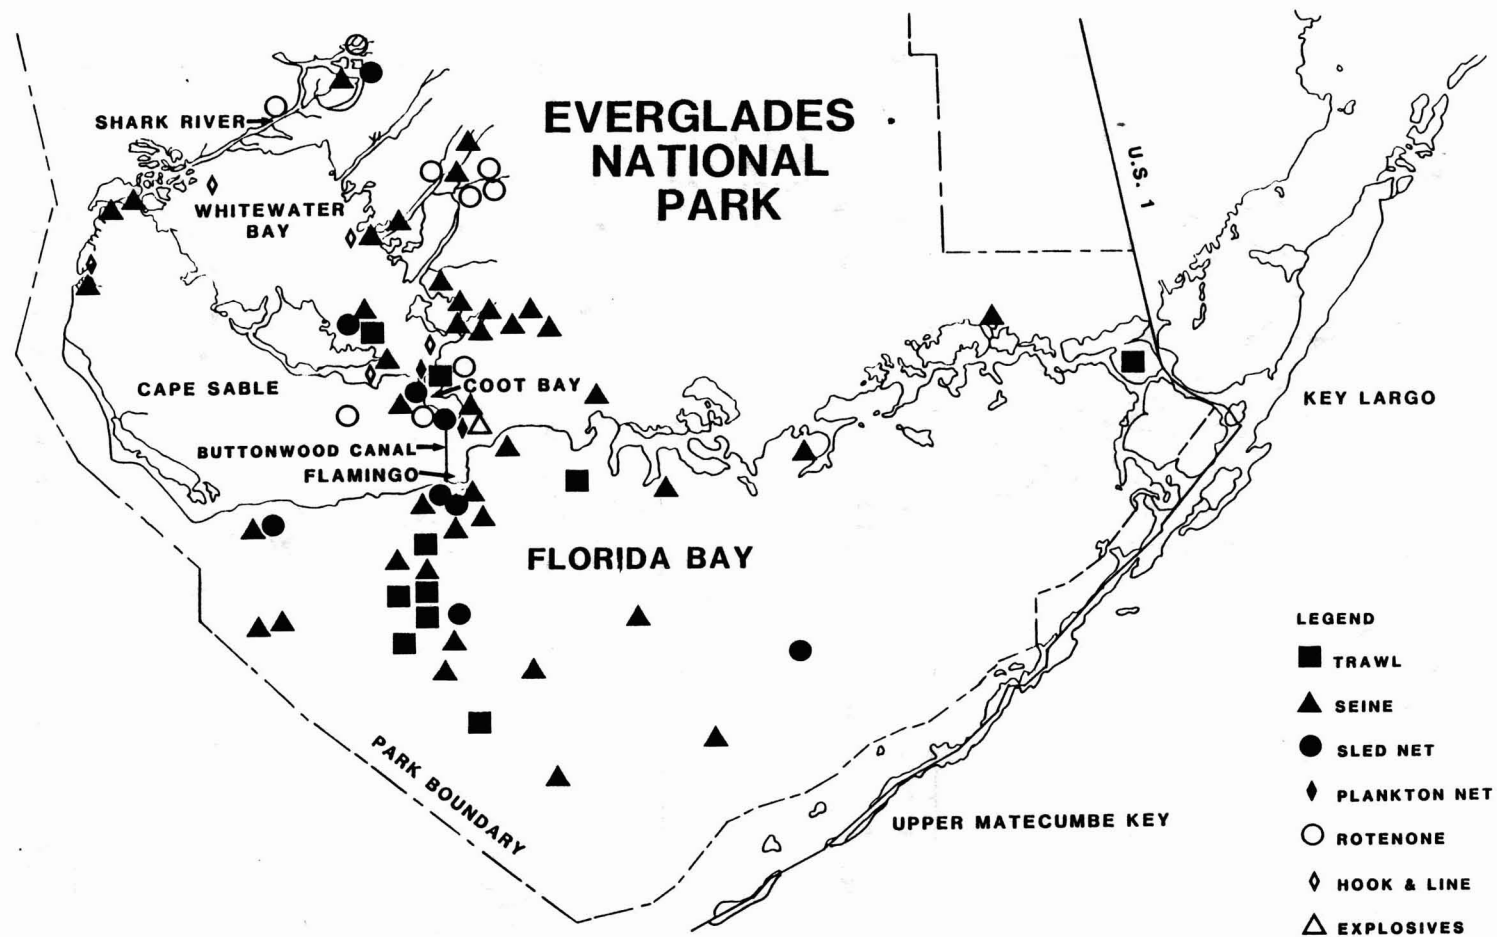 EVERGLADES
NATIONAL
PARK
SHARK RIVER
U.S. 1
WHITEWATER
BAY
CAPE SABLE
COOT BAY
KEY LARGO
BUTTONWOOD CANAL
FLAMINGO
FLORIDA BAY
PARK BOUNDARY
UPPER MATECUMBE KEY
LEGEND
TRAWL
SEINE
SLED NET
PLANKTON NET
ROTENONE
HOOK & LINE
EXPLOSIVES